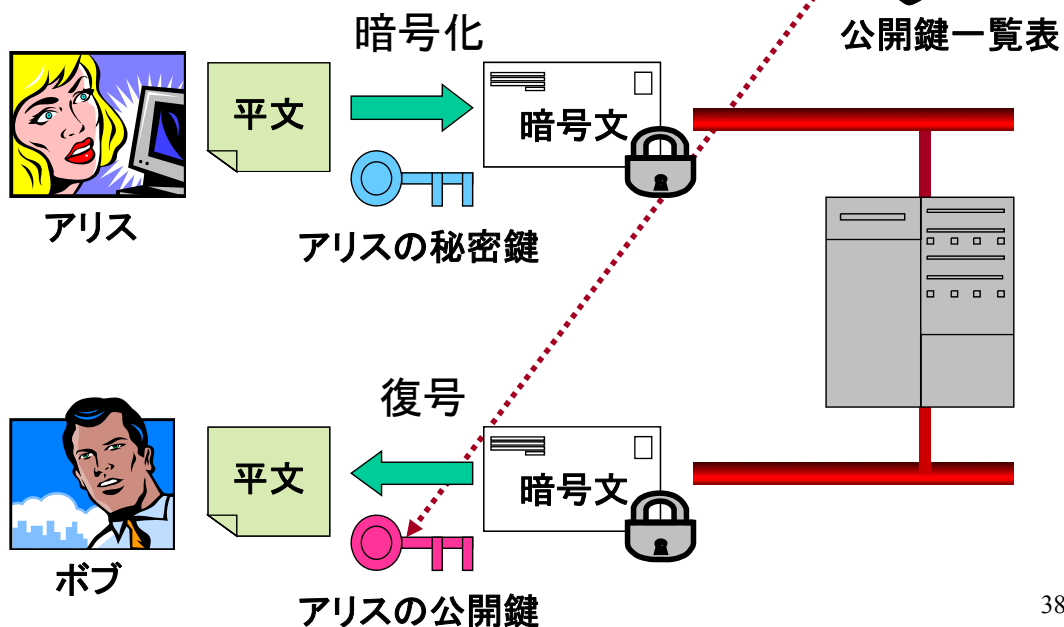 公開鍵一覧表
暗号化
平文
暗号文
アリス
アリスの秘密鍵
復号
平文
暗号文
ボブ
アリスの公開鍵
38